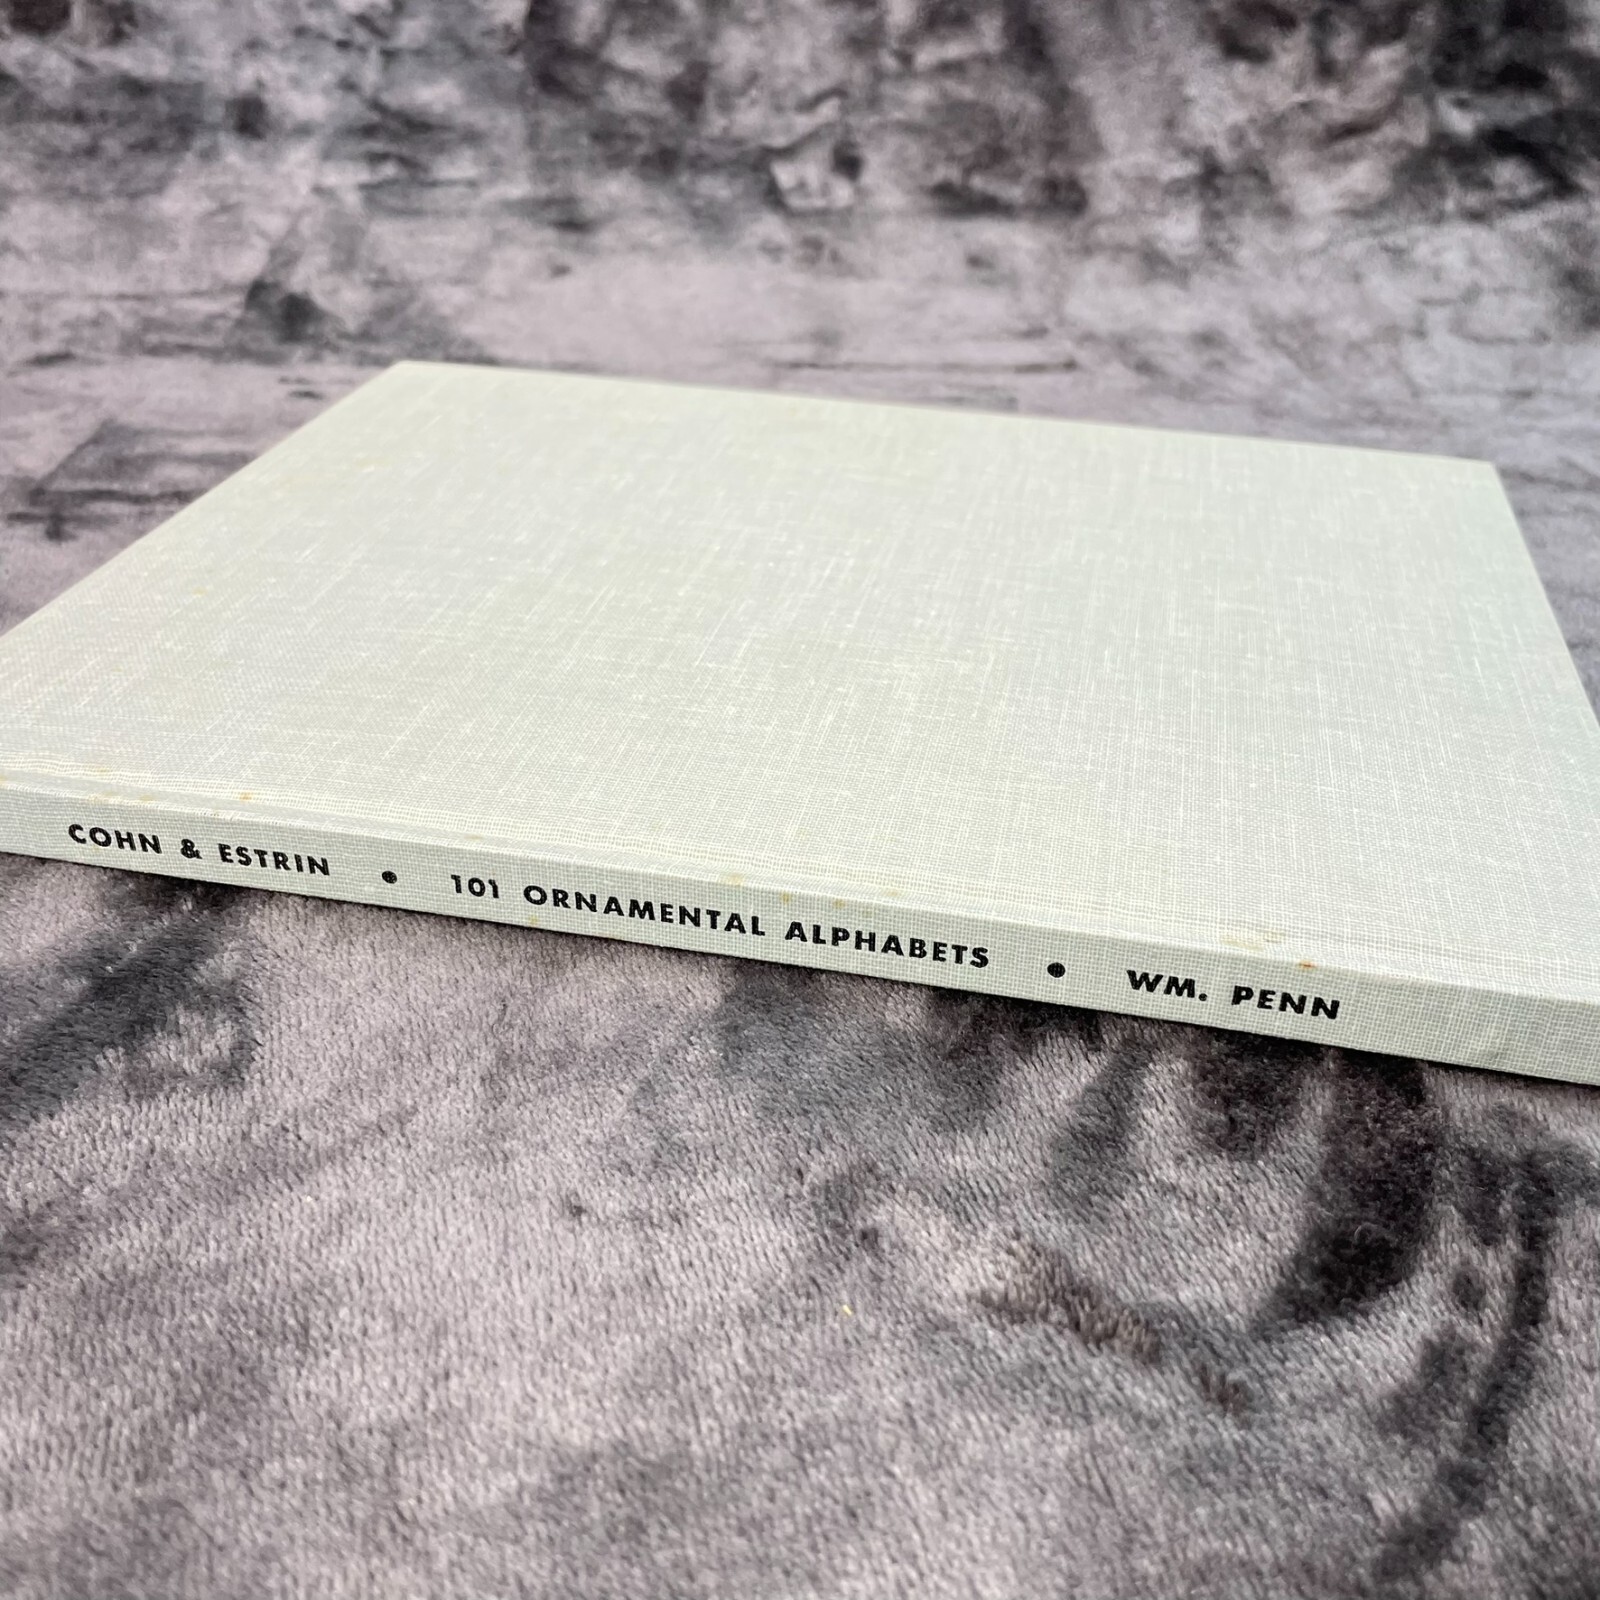 COHN & ESTRIN • 101 ORNAMENTAL ALPHABETS • WM. PENN